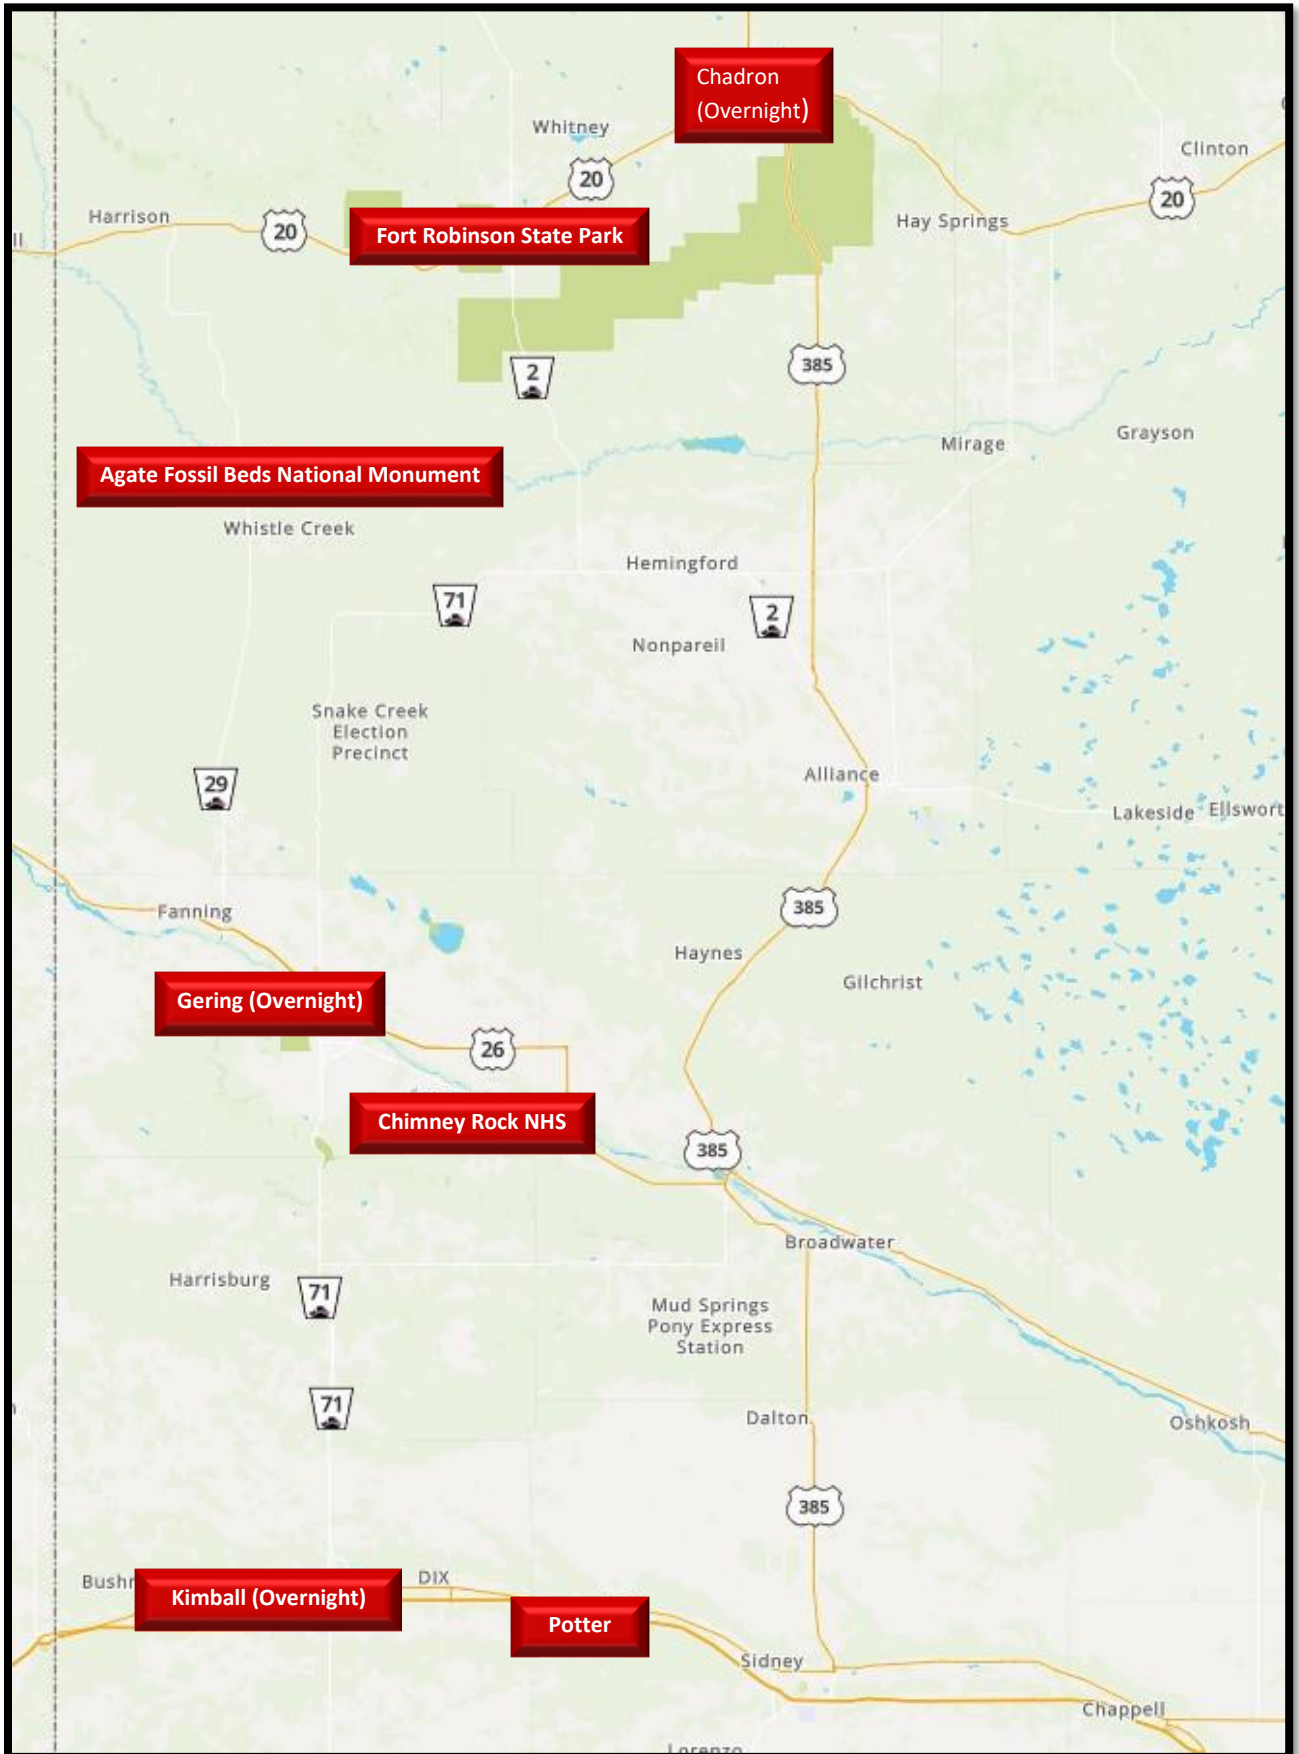 Chadron
(Overnight)
Whitney
Clinton
20
20
Harrison
20
Hay Springs
ll
Fort Robinson State Park
2
385
Mirage
Grayson
Agate Fossil Beds National Monument
Whistle Creek
Hemingford
71
2
Nonpareil
Snake Creek
Election
Precinct
29
Alliance
Lakeside
Ellswort
385
Fanning
Haynes
Gilchrist
Gering (Overnight)
26
Chimney Rock NHS
385
Broadwater
Harrisburg
71
Mud Springs
Pony Express
Station
71
Dalton
Oshkosh
385
Bushr
Kimball (Overnight)
DIX
Potter
Sidney
Chappell
Lorenzo